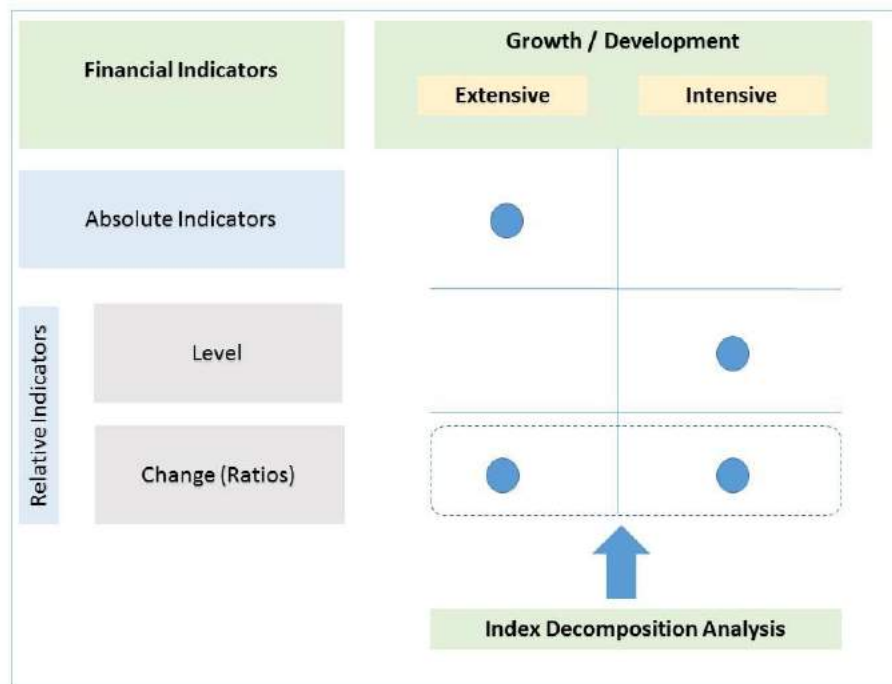 Financial Indicators
Growth / Development
Extensive
Intensive
Absolute Indicators
Relative Indicators
Level
Change (Ratios)
Index Decomposition Analysis